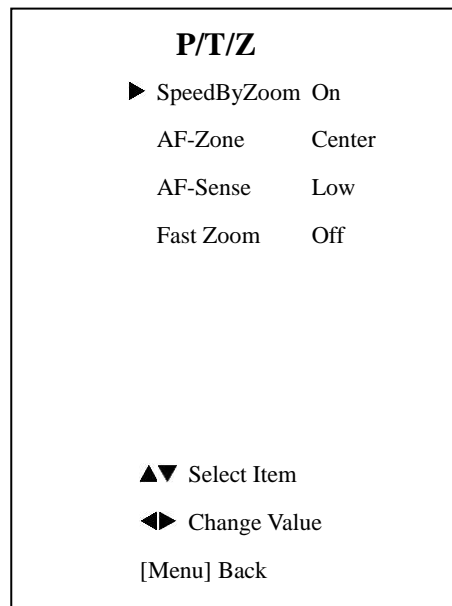 P/T/Z
▶ SpeedByZoom On
AF-Zone Center
AF-Sense Low
Fast Zoom Off
▲▼ Select Item
◀▶ Change Value
[Menu] Back